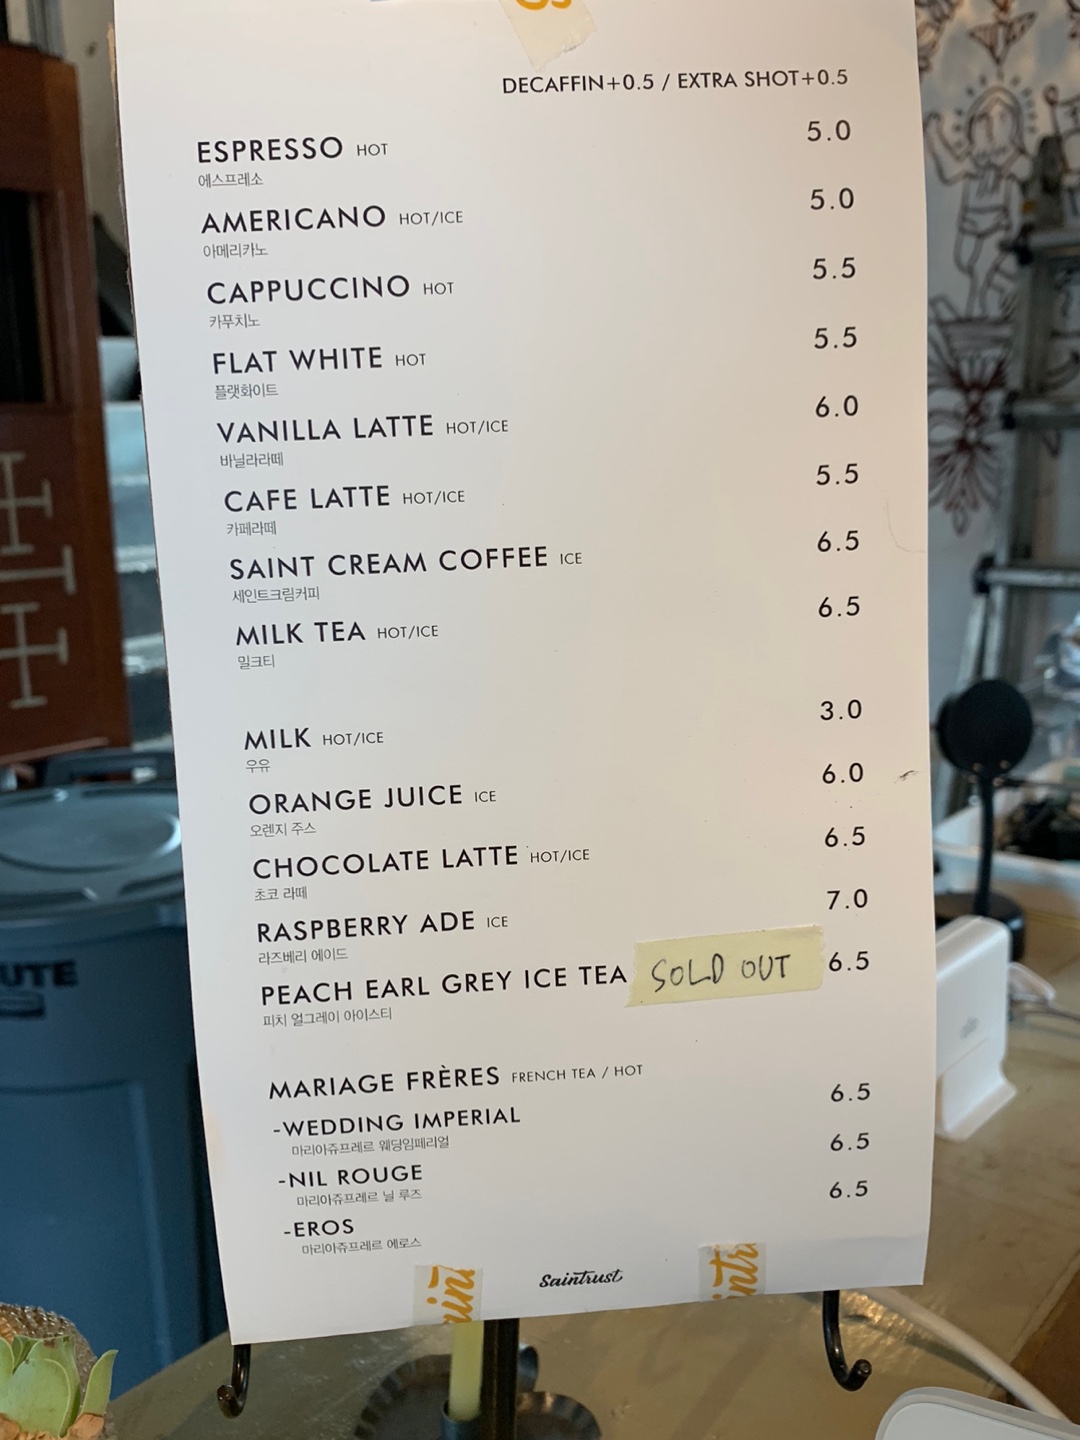 DECAFFIN+0.5 / EXTRA SHOT+0.5
ESPRESSO HOT 5.0
에스프레소
AMERICANO HOT/ICE 5.0
아메리카노
CAPPUCCINO HOT 5.5
카푸치노
FLAT WHITE HOT 5.5
플랫화이트
VANILLA LATTE HOT/ICE 6.0
바닐라라떼
CAFE LATTE HOT/ICE 5.5
카페라떼
SAINT CREAM COFFEE ICE 6.5
세인트크림커피
MILK TEA HOT/ICE 6.5
밀크티
MILK HOT/ICE 3.0
우유
ORANGE JUICE ICE 6.0
오렌지 주스
CHOCOLATE LATTE HOT/ICE 6.5
초코 라떼
RASPBERRY ADE ICE 7.0
라즈베리 에이드
PEACH EARL GREY ICE TEA SOLD OUT 6.5
피치 얼그레이 아이스티
MARIAGE FRÈRES FRENCH TEA / HOT
-WEDDING IMPERIAL 6.5
마리아쥬프레르 웨딩임페리얼
-NIL ROUGE 6.5
마리아쥬프레르 닐 루즈
-EROS 6.5
마리아쥬프레르 에로스
Saintrust